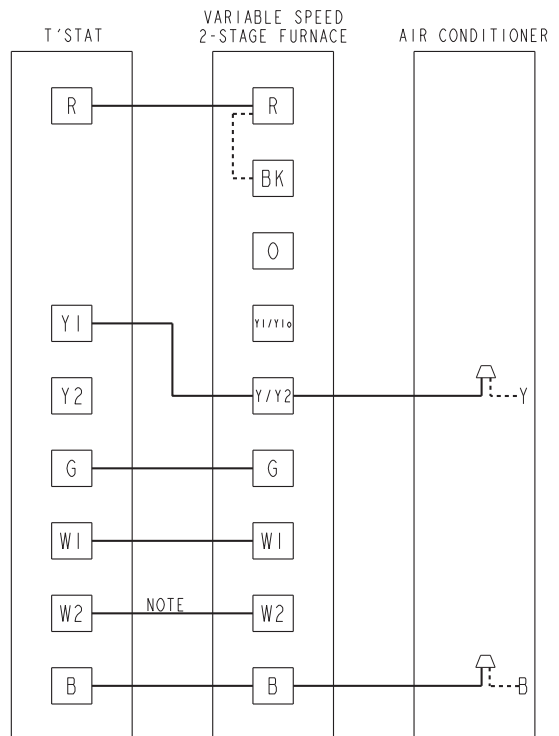 VARIABLE SPEED
T'STAT 2-STAGE FURNACE AIR CONDITIONER
R R
BK
O
Y1 Y1/Y1o
Y2 Y/Y2 Y
G G
W1 W1
W2 NOTE W2
B B B